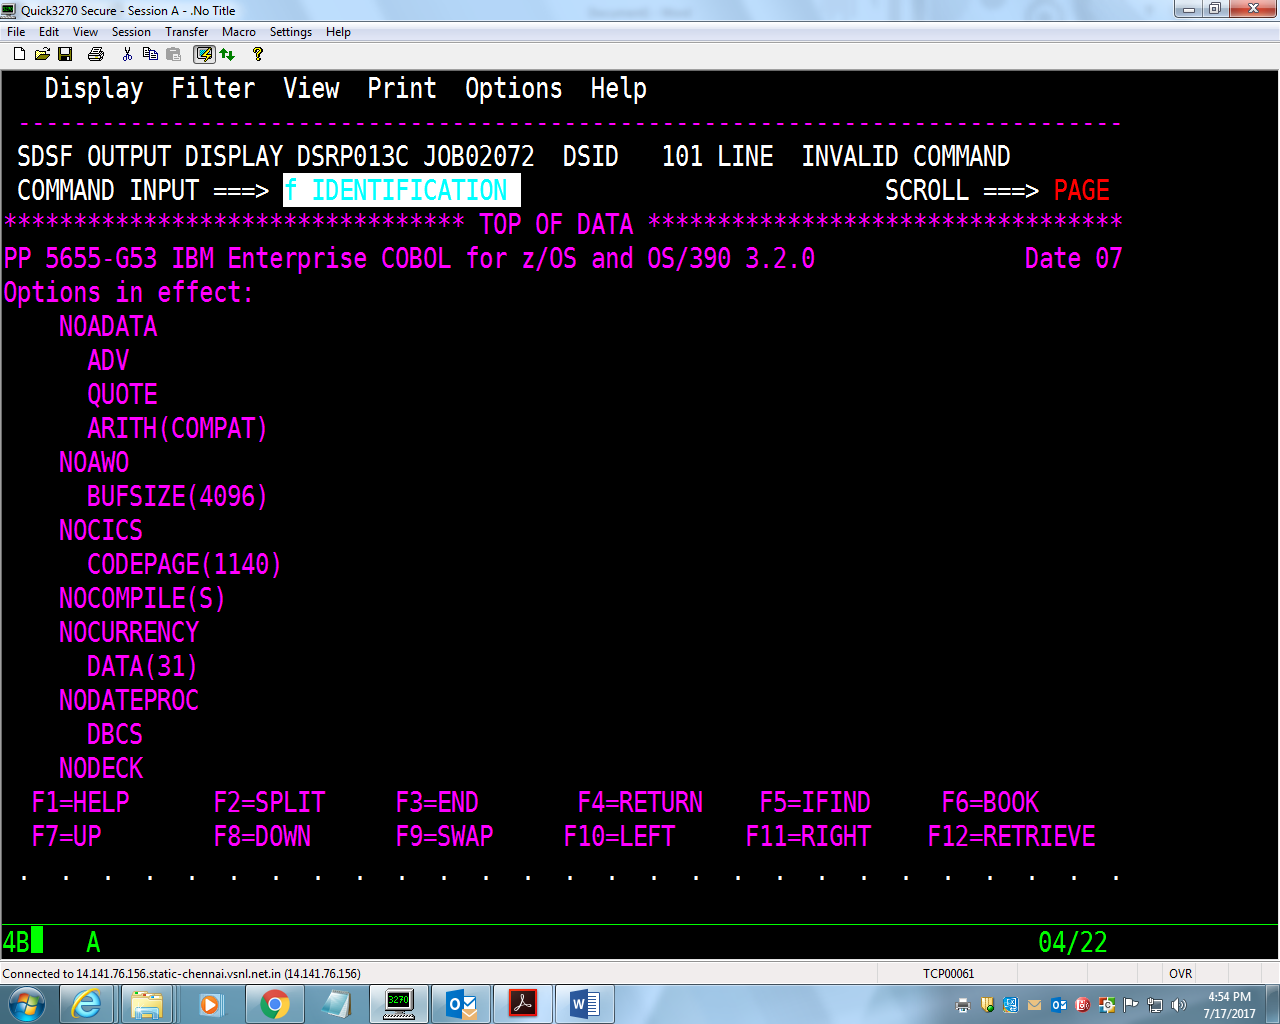 Quick3270 Secure - Session A - .No Title
File Edit View Session Transfer Macro Settings Help
Display Filter View Print Options Help
-------------------------------------------------------------------------------
SDSF OUTPUT DISPLAY DSRP013C JOB02072 DSID 101 LINE INVALID COMMAND
COMMAND INPUT ===> f IDENTIFICATION SCROLL ===> PAGE
********************************* TOP OF DATA **********************************
PP 5655-G53 IBM Enterprise COBOL for z/OS and OS/390 3.2.0 Date 07
Options in effect:
NOADATA
ADV
QUOTE
ARITH(COMPAT)
NOAWO
BUFSIZE(4096)
NOCICS
CODEPAGE(1140)
NOCOMPILE(S)
NOCURRENCY
DATA(31)
NODATEPROC
DBCS
NODECK
F1=HELP F2=SPLIT F3=END F4=RETURN F5=IFIND F6=BOOK
F7=UP F8=DOWN F9=SWAP F10=LEFT F11=RIGHT F12=RETRIEVE
. . . . . . . . . . . . . . . . . . . . . . . . . . .
4B A 04/22
Connected to 14.141.76.156.static-chennai.vsnl.net.in (14.141.76.156) TCP00061 OVR
3270
4:54 PM
7/17/2017